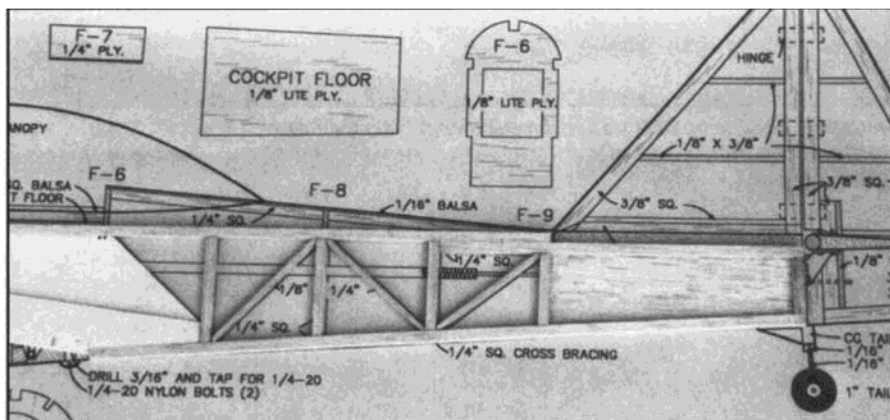 F-7
1/4" PLY.
COCKPIT FLOOR
1/8" LITE PLY.
F-6
1/8" LITE PLY.
HINGE
1/8" X 3/8"
3/8" SQ.
3/8" SQ.
ANOPY
F-6
SQ. BALSA
T FLOOR
1/4" SQ.
F-8
1/16" BALSA
F-9
1/4" SQ.
1/8"
1/4"
1/4" SQ.
1/8"
1/4" SQ. CROSS BRACING
DRILL 3/16" AND TAP FOR 1/4-20
1/4-20 NYLON BOLTS (2)
CG TAI
1/16"
1/16"
1" TAI